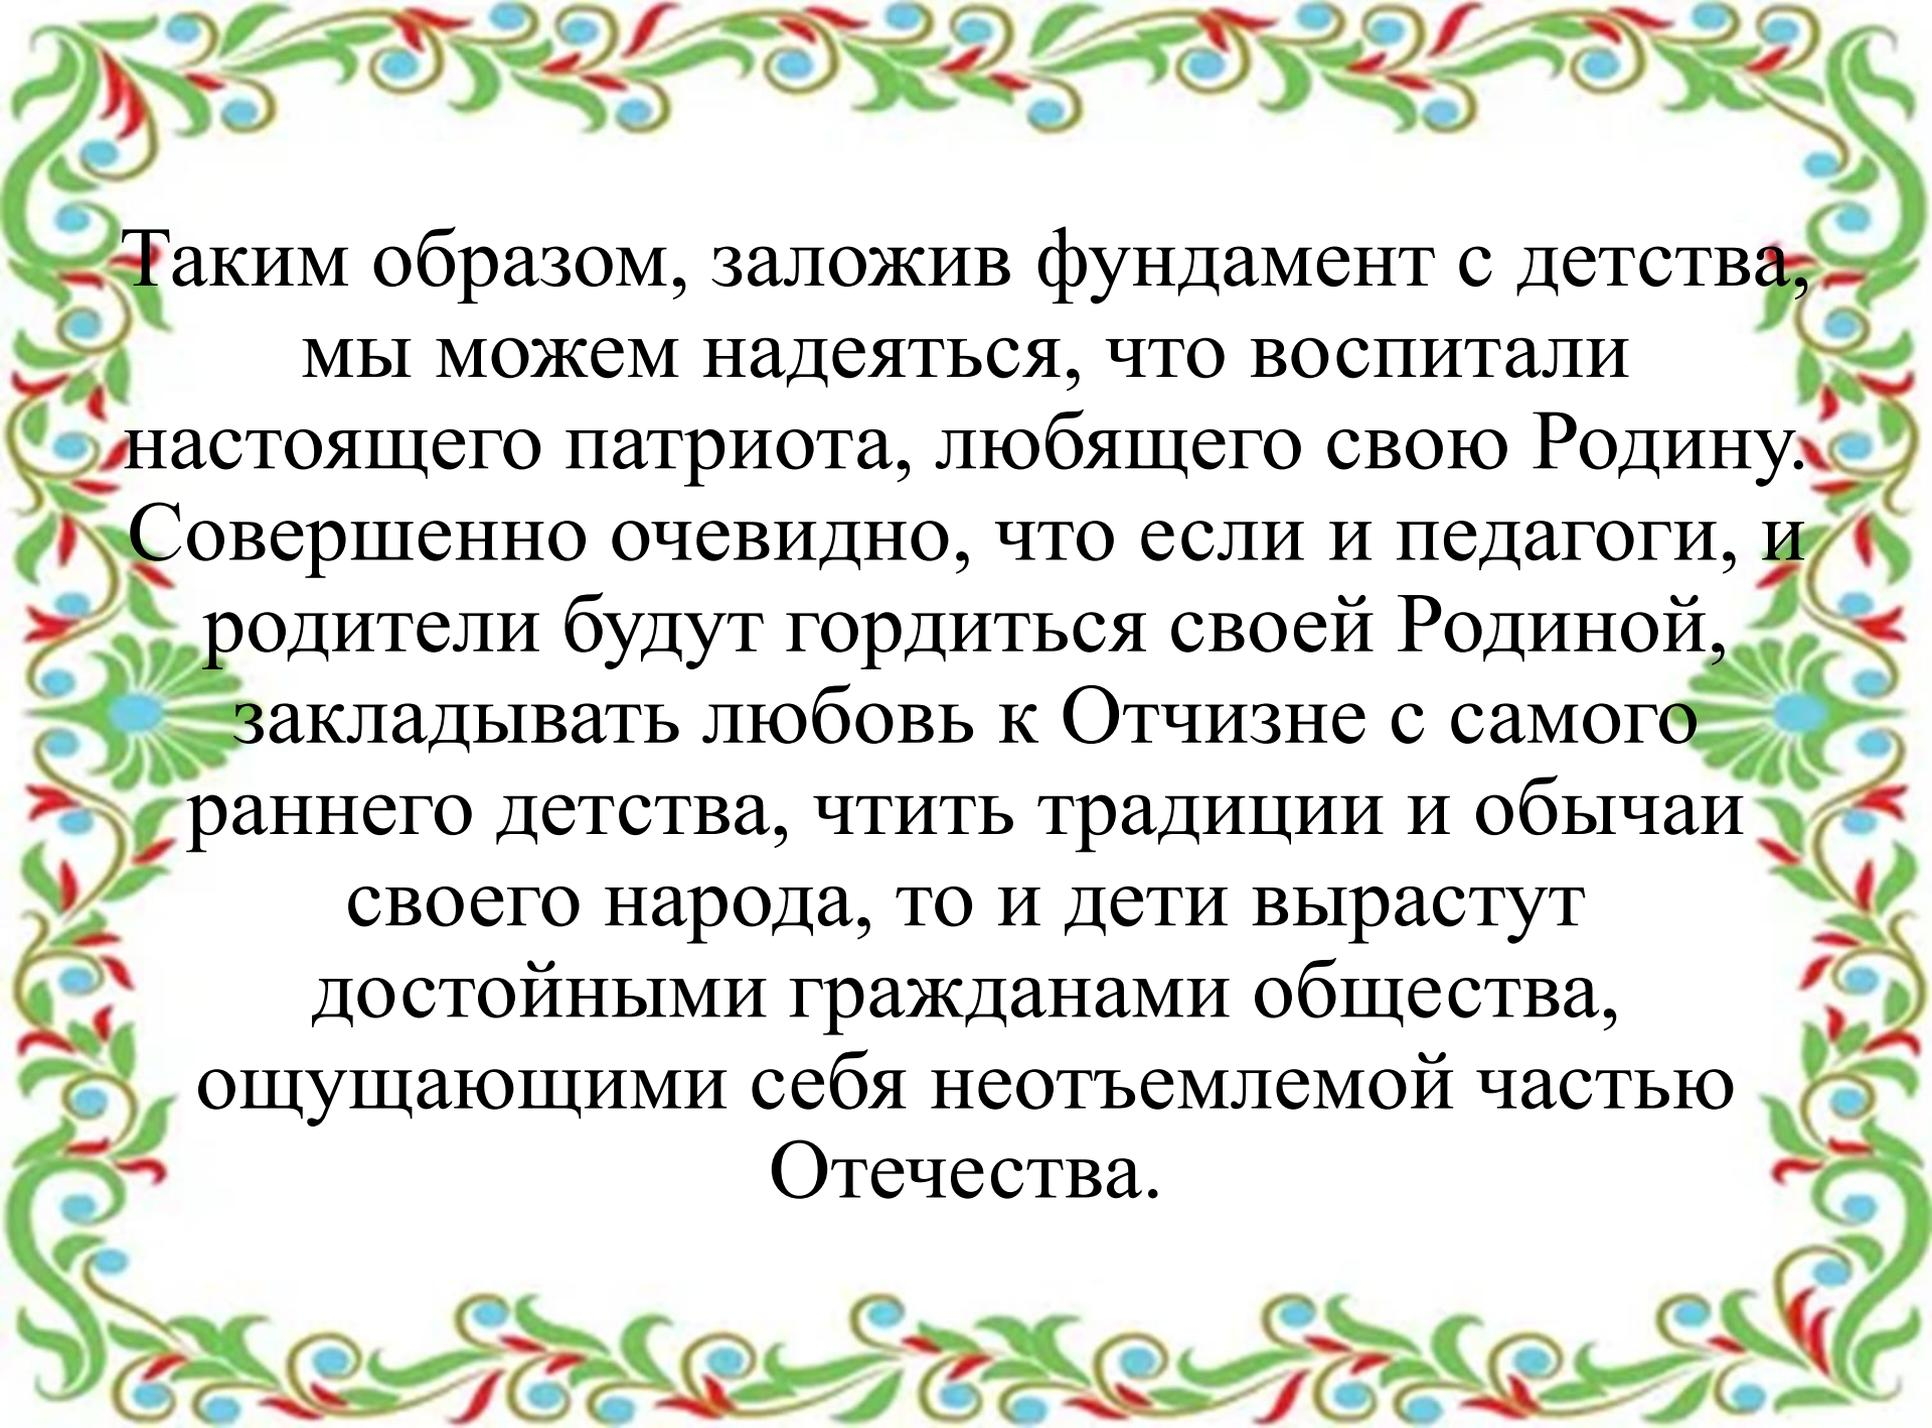 Таким образом, заложив фундамент с детства,
мы можем надеяться, что воспитали
настоящего патриота, любящего свою Родину.
Совершенно очевидно, что если и педагоги, и
родители будут гордиться своей Родиной,
закладывать любовь к Отчизне с самого
раннего детства, чтить традиции и обычаи
своего народа, то и дети вырастут
достойными гражданами общества,
ощущающими себя неотъемлемой частью
Отечества.